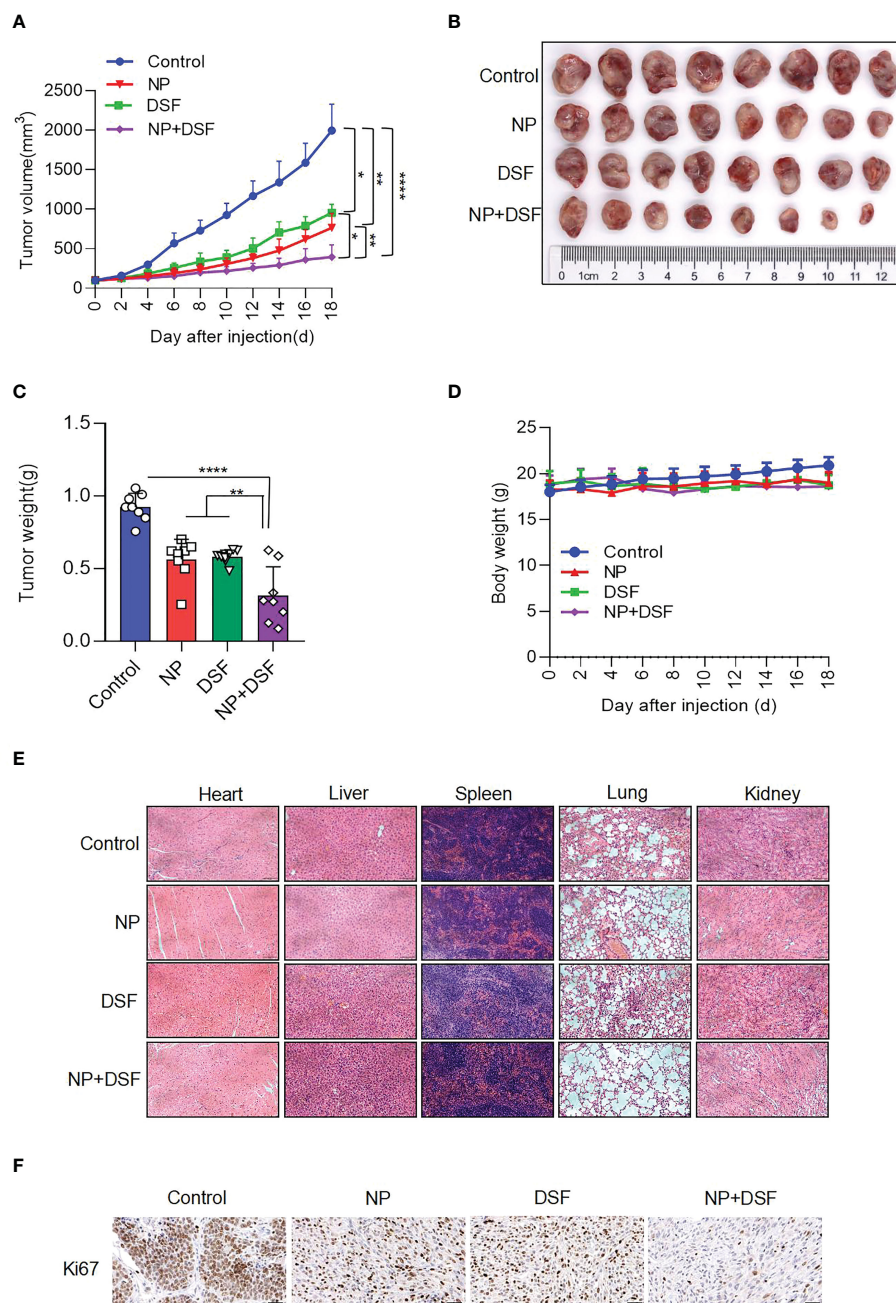 A
Control
NP
DSF
NP+DSF
Tumor volume(mm³)
2500
2000
1500
1000
500
0
* ** ****
* **
0 2 4 6 8 10 12 14 16 18
Day after injection(d)
B
Control
NP
DSF
NP+DSF
0 1cm 2 3 4 5 6 7 8 9 10 11 12
C
Tumor weight(g)
1.5
1.0
0.5
0.0
****
**
Control NP DSF NP+DSF
D
Body weight (g)
25
20
15
10
5
0
Control
NP
DSF
NP+DSF
0 2 4 6 8 10 12 14 16 18
Day after injection (d)
E
Heart Liver Spleen Lung Kidney
Control
NP
DSF
NP+DSF
F
Control NP DSF NP+DSF
Ki67